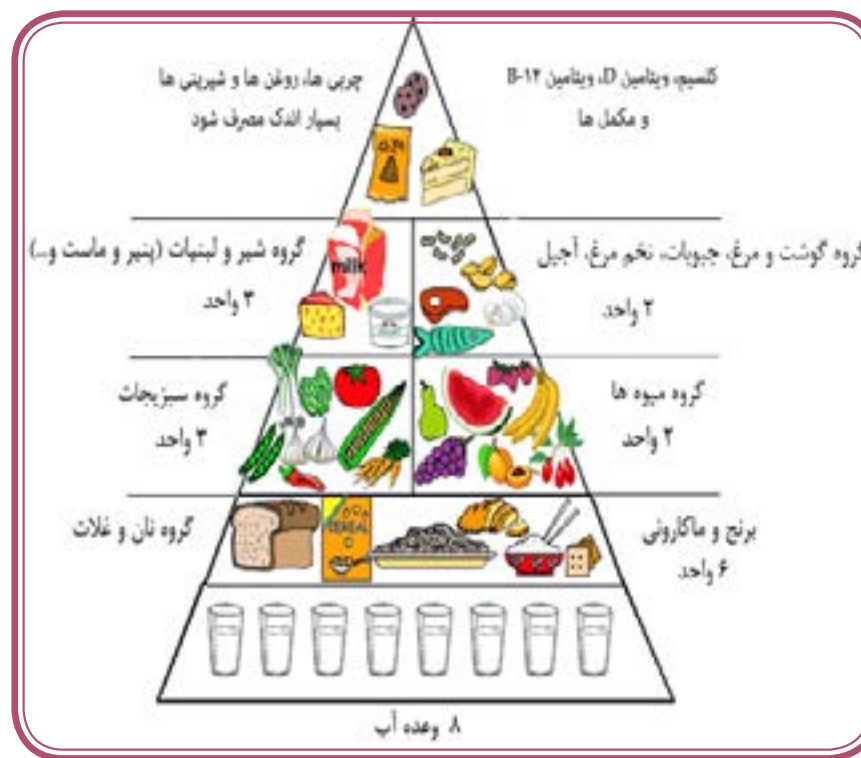 کلسیم، ویتامین D، ویتامین B-۱۲
و مکمل ها
چربی ها، روغن ها و شیرینی ها
بسیار اندک مصرف شود
گروه گوشت و مرغ، حبوبات، تخم مرغ، آجیل
۲ واحد
گروه شیر و لبنیات (پنیر و ماست و...)
۳ واحد
milk
گروه میوه ها
۲ واحد
گروه سبزیجات
۳ واحد
برنج و ماکارونی
۶ واحد
گروه نان و غلات
CEREAL
۸ وعده آب